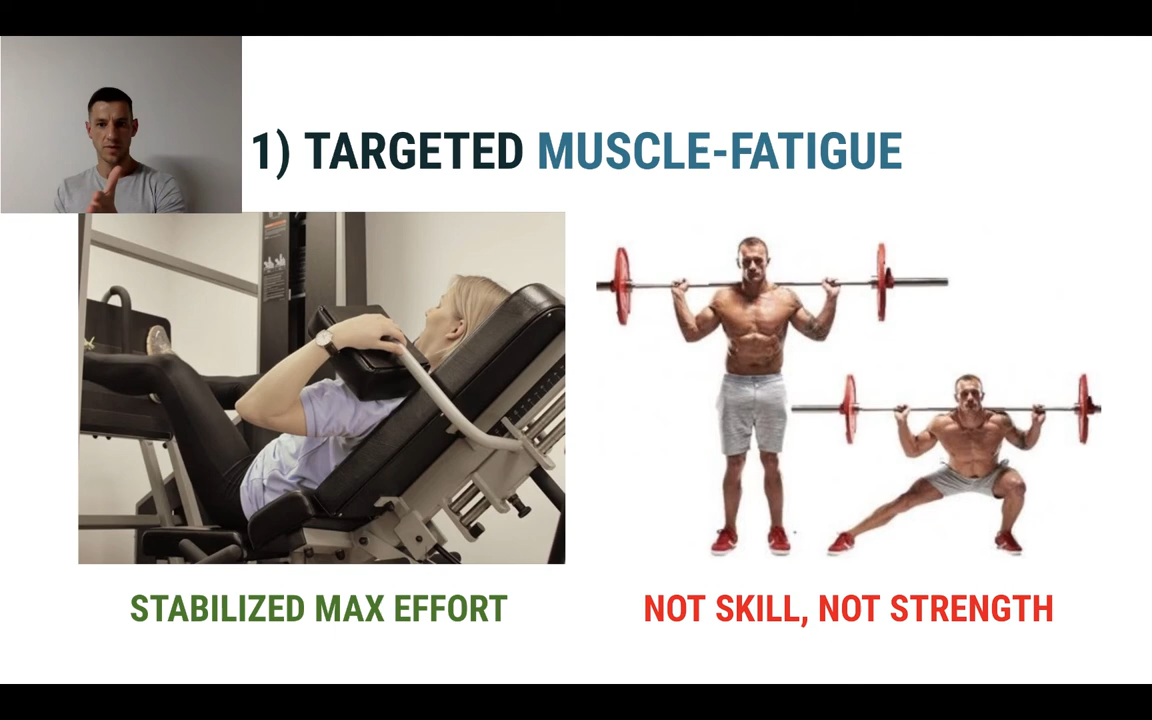 1) TARGETED MUSCLE-FATIGUE
STABILIZED MAX EFFORT
NOT SKILL, NOT STRENGTH